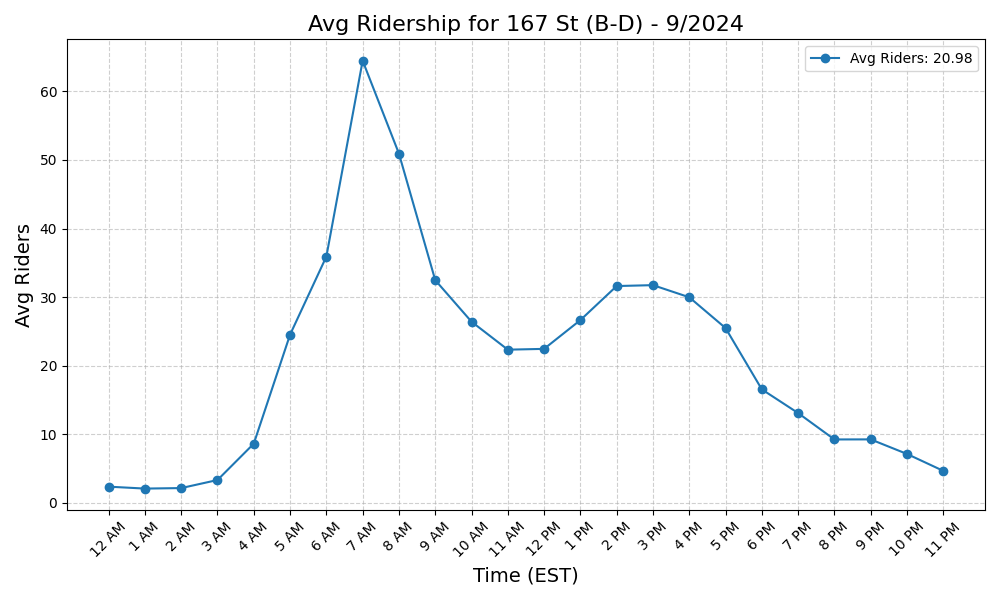 Avg Ridership for 167 St (B-D) - 9/2024
Avg Riders: 20.98
Avg Riders
60
50
40
30
20
10
0
12 AM
1 AM
2 AM
3 AM
4 AM
5 AM
6 AM
7 AM
8 AM
9 AM
10 AM
11 AM
12 PM
1 PM
2 PM
3 PM
4 PM
5 PM
6 PM
7 PM
8 PM
9 PM
10 PM
11 PM
Time (EST)